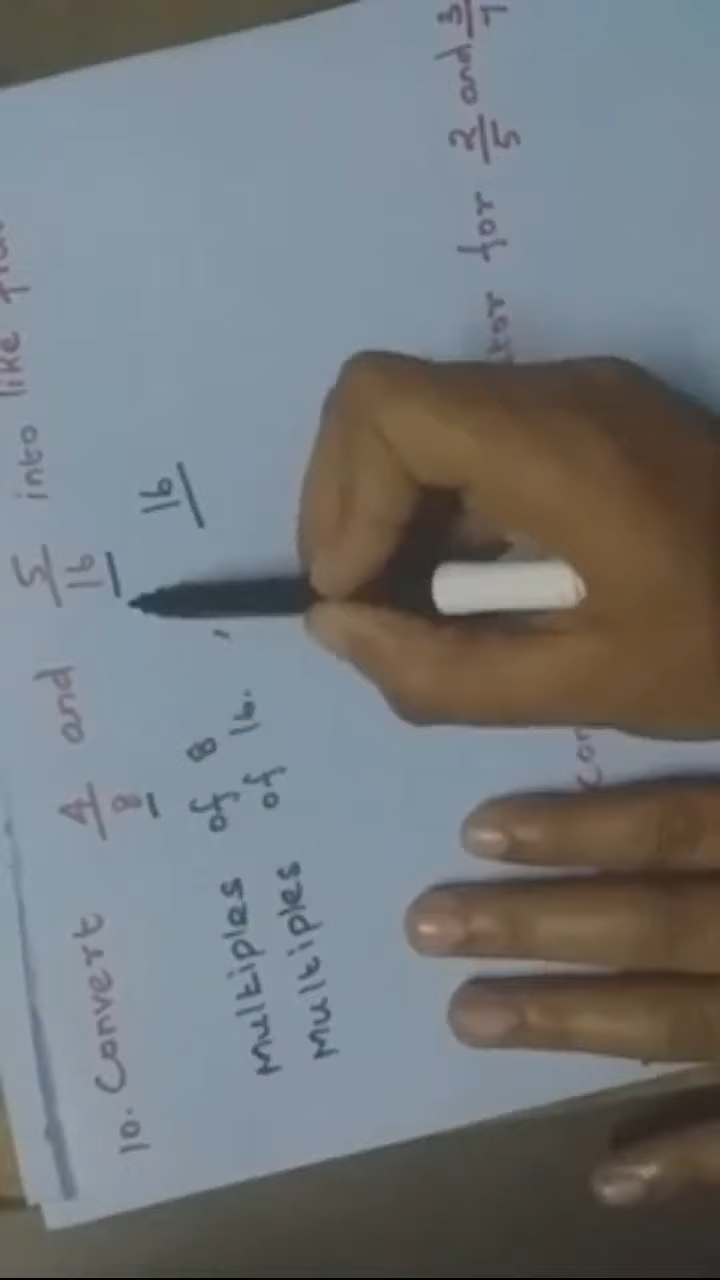 10. Convert 4/8 and 5/16 into like
Multiples of 8, 16
Multiples of 16.
for 2/5 and 3/7